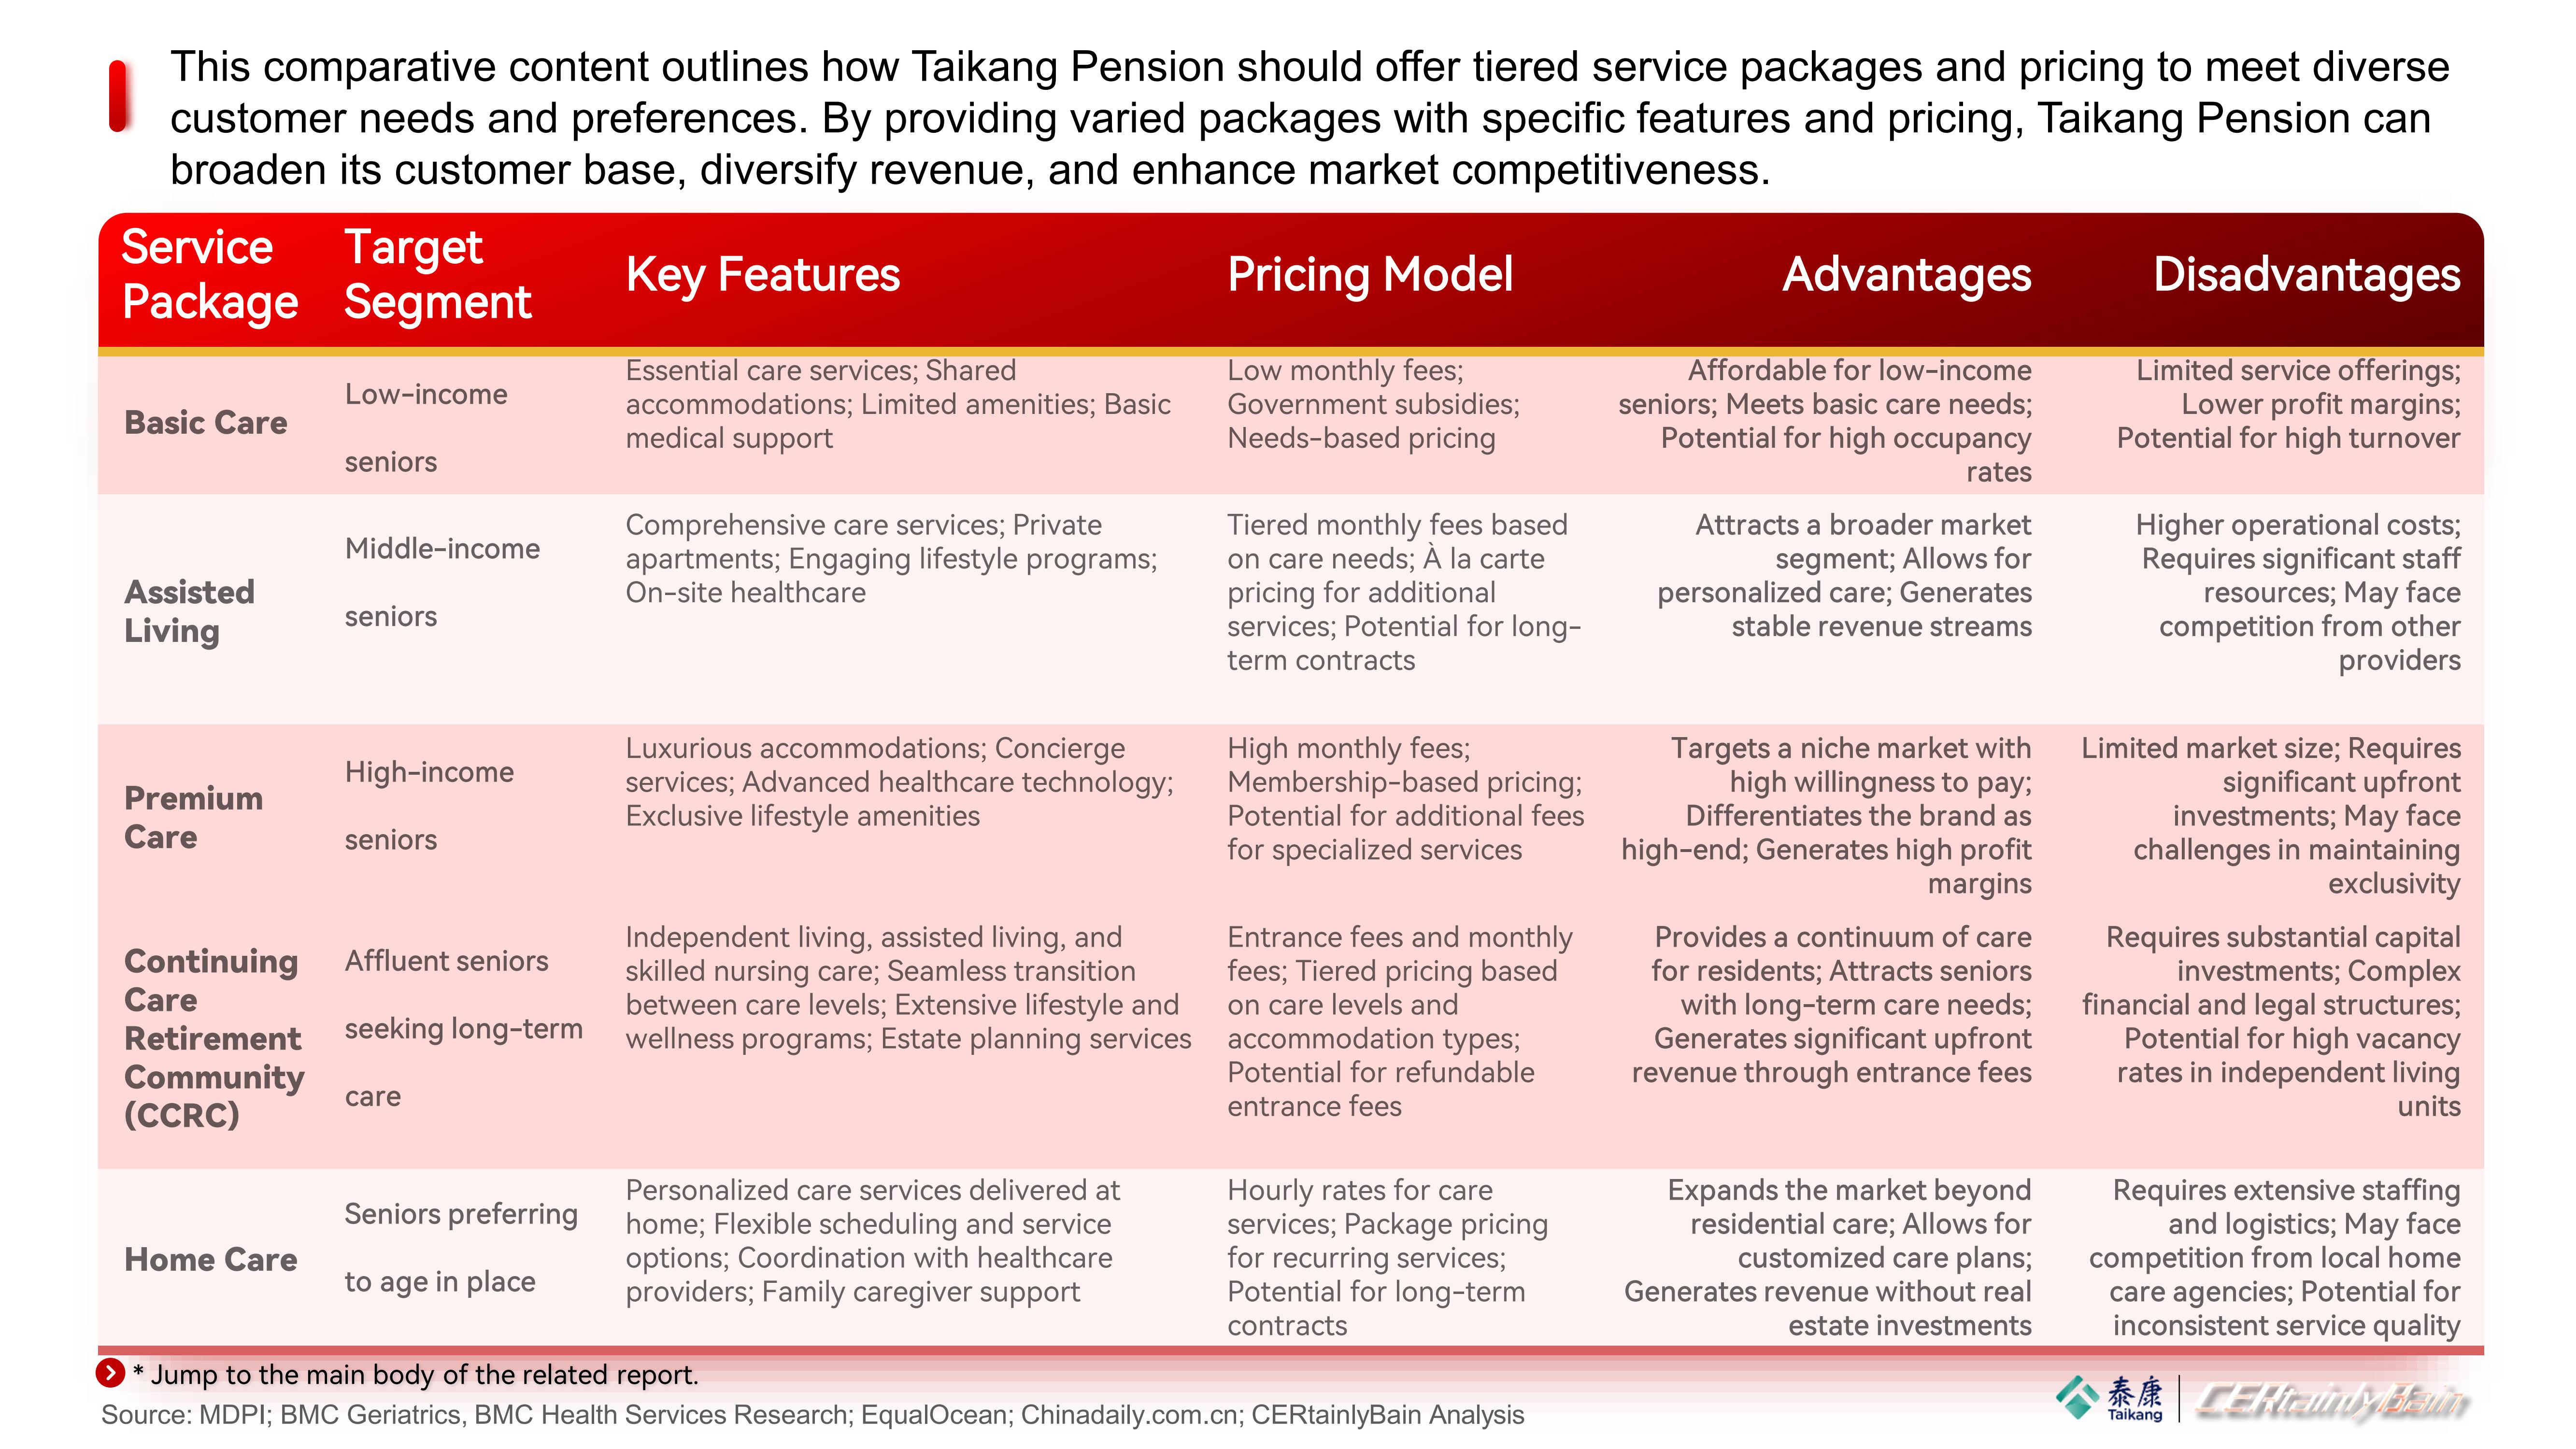 This comparative content outlines how Taikang Pension should offer tiered service packages and pricing to meet diverse
customer needs and preferences. By providing varied packages with specific features and pricing, Taikang Pension can
broaden its customer base, diversify revenue, and enhance market competitiveness.
Service
Package
Target
Segment
Key Features
Pricing Model
Advantages
Disadvantages
Basic Care
Low-income
seniors
Essential care services; Shared
accommodations; Limited amenities; Basic
medical support
Low monthly fees;
Government subsidies;
Needs-based pricing
Affordable for low-income
seniors; Meets basic care needs;
Potential for high occupancy
rates
Limited service offerings;
Lower profit margins;
Potential for high turnover
Assisted
Living
Middle-income
seniors
Comprehensive care services; Private
apartments; Engaging lifestyle programs;
On-site healthcare
Tiered monthly fees based
on care needs; À la carte
pricing for additional
services; Potential for long-
term contracts
Attracts a broader market
segment; Allows for
personalized care; Generates
stable revenue streams
Higher operational costs;
Requires significant staff
resources; May face
competition from other
providers
Premium
Care
High-income
seniors
Luxurious accommodations; Concierge
services; Advanced healthcare technology;
Exclusive lifestyle amenities
High monthly fees;
Membership-based pricing;
Potential for additional fees
for specialized services
Targets a niche market with
high willingness to pay;
Differentiates the brand as
high-end; Generates high profit
margins
Limited market size; Requires
significant upfront
investments; May face
challenges in maintaining
exclusivity
Continuing
Care
Retirement
Community
(CCRC)
Affluent seniors
seeking long-term
care
Independent living, assisted living, and
skilled nursing care; Seamless transition
between care levels; Extensive lifestyle and
wellness programs; Estate planning services
Entrance fees and monthly
fees; Tiered pricing based
on care levels and
accommodation types;
Potential for refundable
entrance fees
Provides a continuum of care
for residents; Attracts seniors
with long-term care needs;
Generates significant upfront
revenue through entrance fees
Requires substantial capital
investments; Complex
financial and legal structures;
Potential for high vacancy
rates in independent living
units
Home Care
Seniors preferring
to age in place
Personalized care services delivered at
home; Flexible scheduling and service
options; Coordination with healthcare
providers; Family caregiver support
Hourly rates for care
services; Package pricing
for recurring services;
Potential for long-term
contracts
Expands the market beyond
residential care; Allows for
customized care plans;
Generates revenue without real
estate investments
Requires extensive staffing
and logistics; May face
competition from local home
care agencies; Potential for
inconsistent service quality
* Jump to the main body of the related report.
Source: MDPI; BMC Geriatrics, BMC Health Services Research; EqualOcean; Chinadaily.com.cn; CERtainlyBain Analysis
泰康
Taikang
CERtainlyBain